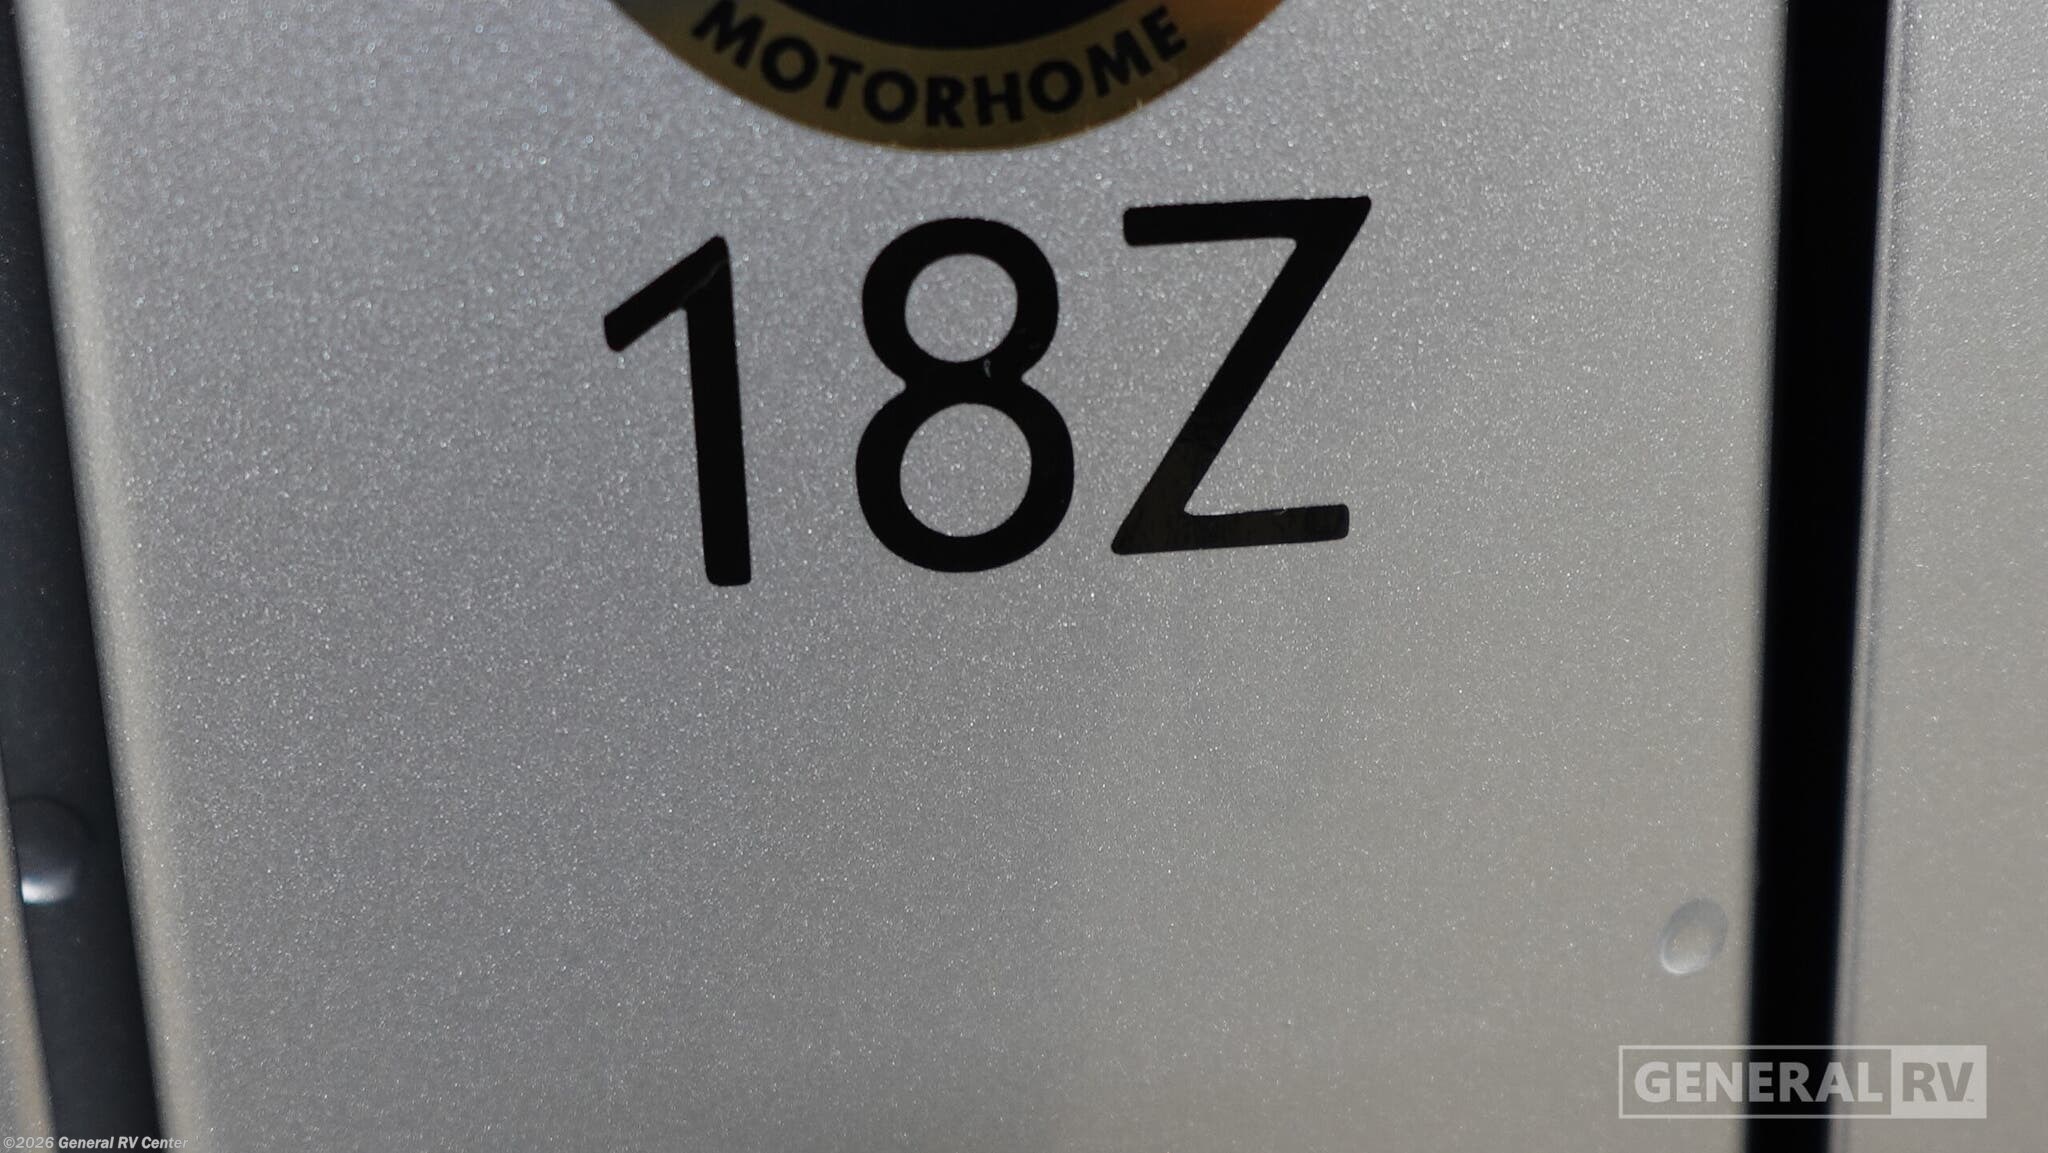 MOTORHOME
18Z
GENERAL RV
©2026 General RV Center